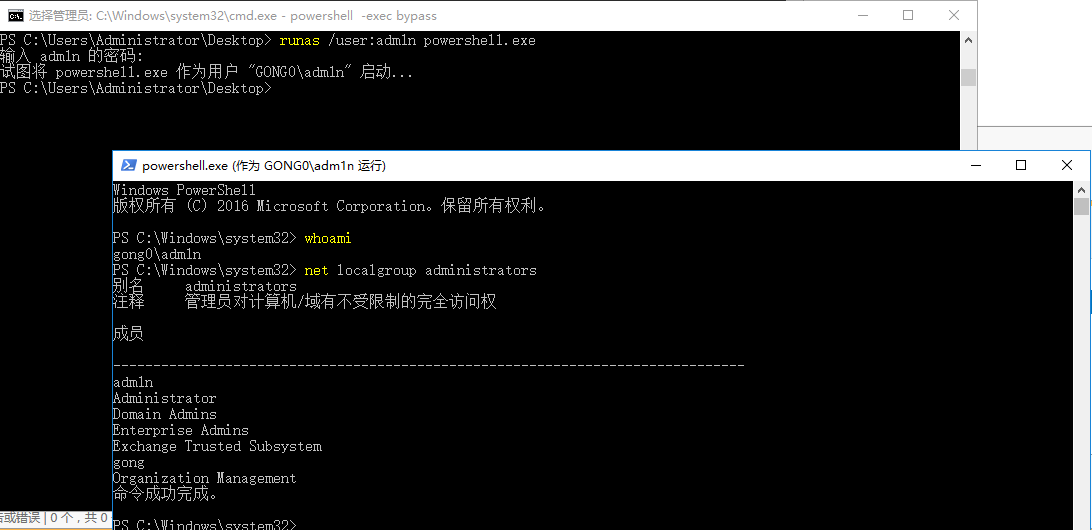 选择管理员: C:\Windows\system32\cmd.exe - powershell  -exec bypass
PS C:\Users\Administrator\Desktop> runas /user:adm1n powershell.exe
输入 adm1n 的密码:
试图将 powershell.exe 作为用户 "GONG0\adm1n" 启动...
PS C:\Users\Administrator\Desktop>
powershell.exe (作为 GONG0\adm1n 运行)
Windows PowerShell
版权所有 (C) 2016 Microsoft Corporation。保留所有权利。
PS C:\Windows\system32> whoami
gong0\adm1n
PS C:\Windows\system32> net localgroup administrators
别名     administrators
注释     管理员对计算机/域有不受限制的完全访问权
成员
-------------------------------------------------------------------------------
adm1n
Administrator
Domain Admins
Enterprise Admins
Exchange Trusted Subsystem
gong
Organization Management
命令成功完成。
PS C:\Windows\system32>
或错误 | 0 个，共 0